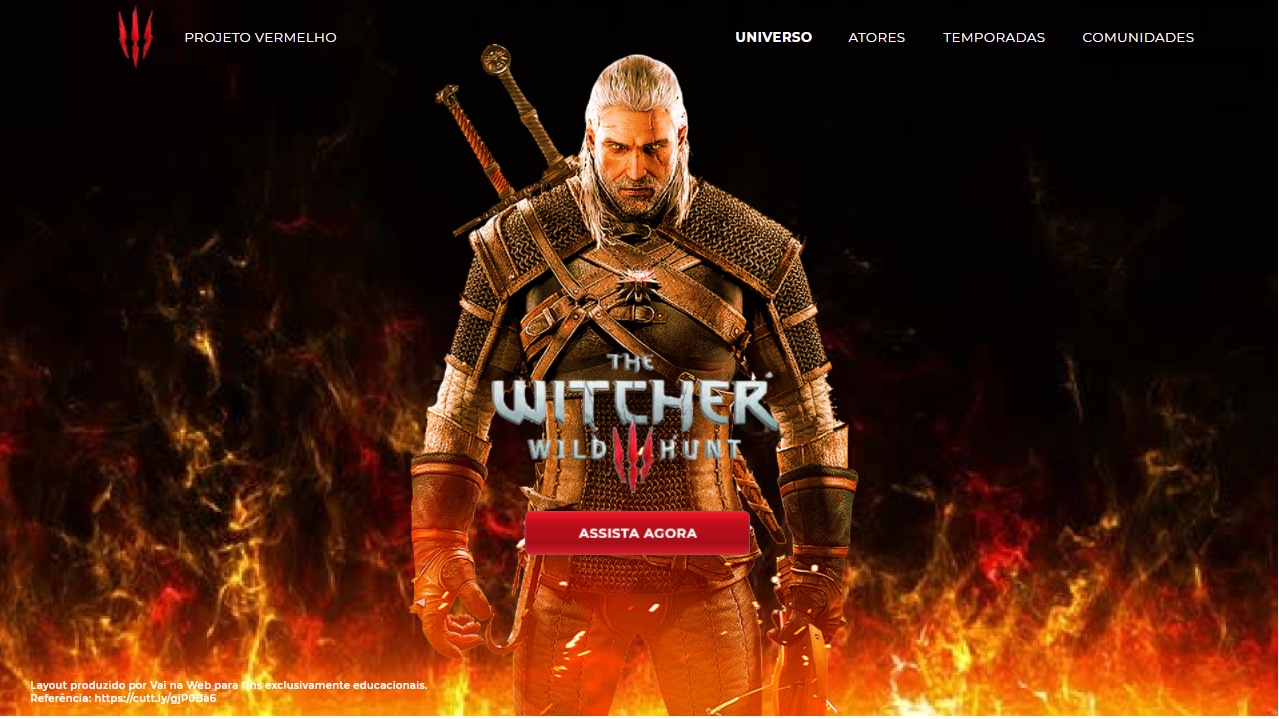 PROJETO VERMELHO
UNIVERSO
ATORES
TEMPORADAS
COMUNIDADES
THE
WITCHER
WILD HUNT
ASSISTA AGORA
Layout produzido por Vai na Web para fins exclusivamente educacionais.
Referência: https://cutt.ly/gjP0Ba6